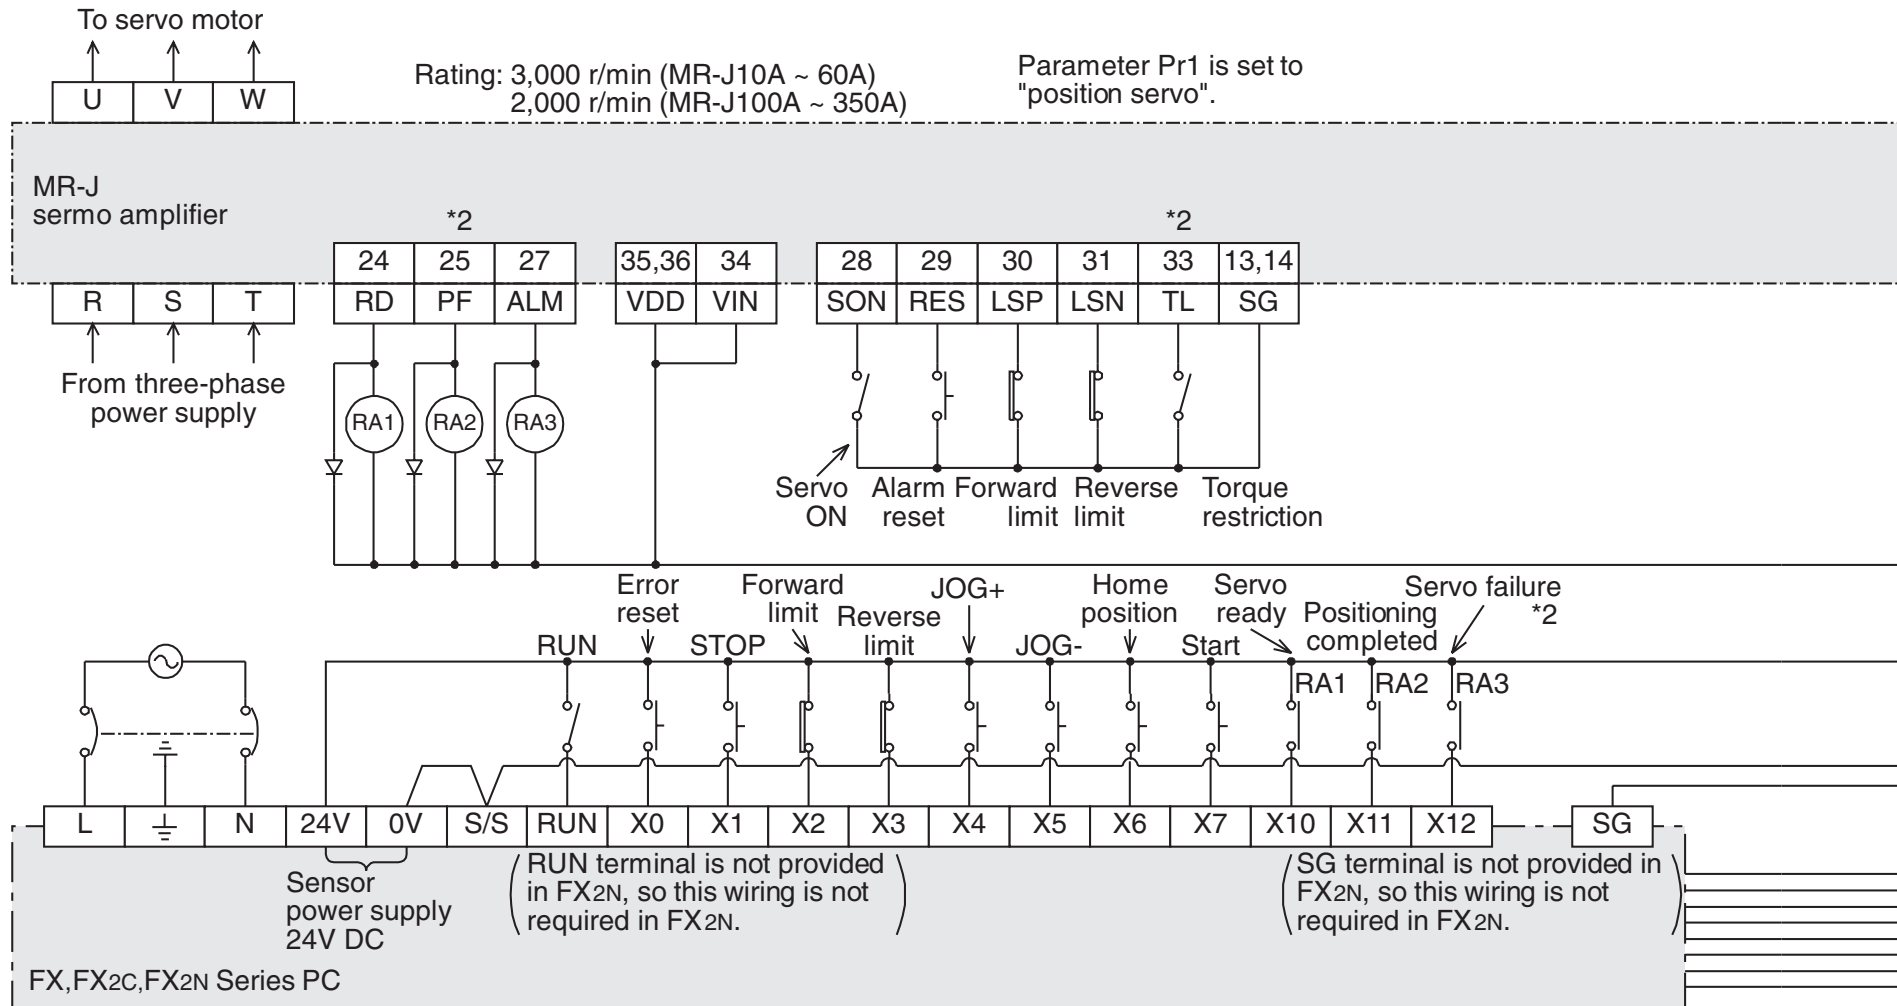 To servo motor
U V W
Rating: 3,000 r/min (MR-J10A ~ 60A)
2,000 r/min (MR-J100A ~ 350A)
Parameter Pr1 is set to
"position servo".
MR-J
sermo amplifier
*2 *2
24 25 27 35,36 34 28 29 30 31 33 13,14
R S T RD PF ALM VDD VIN SON RES LSP LSN TL SG
From three-phase
power supply
RA1 RA2 RA3
Servo
ON
Alarm
reset
Forward
limit
Reverse
limit
Torque
restriction
RUN
Error
reset
STOP
Forward
limit
Reverse
limit
JOG+
JOG-
Home
position
Start
Servo
ready
Positioning
completed
Servo failure
*2
RA1 RA2 RA3
L N 24V 0V S/S RUN X0 X1 X2 X3 X4 X5 X6 X7 X10 X11 X12 SG
Sensor
power supply
24V DC
(RUN terminal is not provided
in FX2N, so this wiring is not
required in FX2N.)
(SG terminal is not provided in
FX2N, so this wiring is not
required in FX2N.)
FX,FX2C,FX2N Series PC